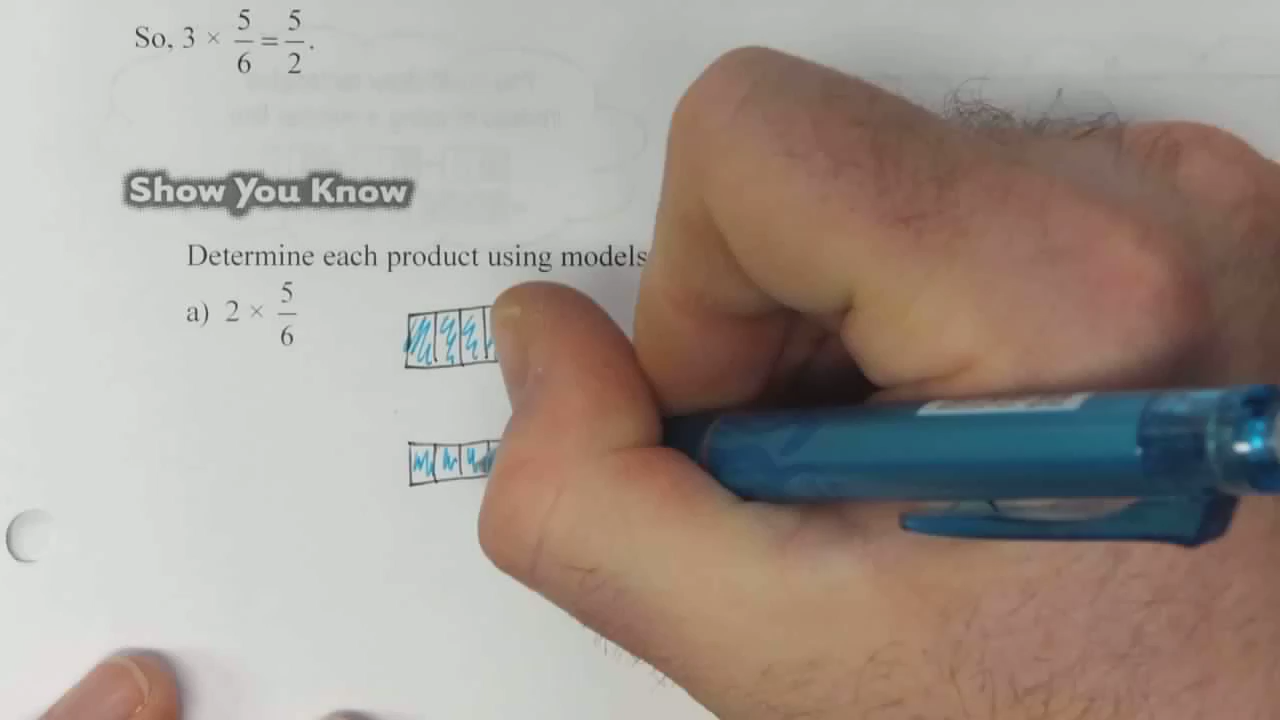 So, 3 × 5/6 = 5/2.
Show You Know
Determine each product using models
a) 2 × 5/6